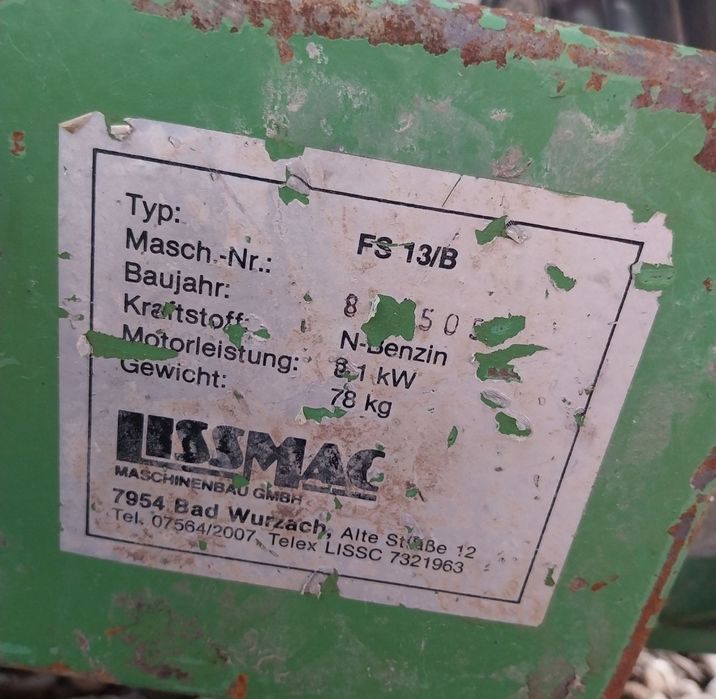 Typ: FS 13/B
Masch.-Nr.:
Baujahr:
Kraftstoff: N-Benzin
Motorleistung: 8,1 kW
Gewicht: 78 kg
LISSMAC
MASCHINENBAU GMBH
7954 Bad Wurzach, Alte Straße 12
Tel. 07564/2007, Telex LISSC 7321963